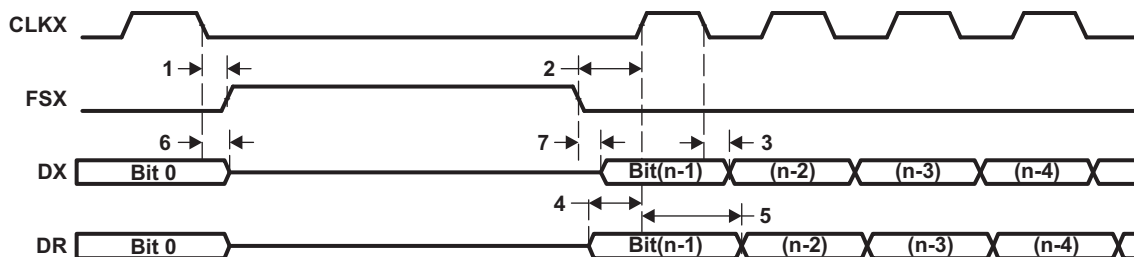 CLKX
1 2
FSX
6 7 3
DX Bit 0 Bit(n-1) (n-2) (n-3) (n-4)
4 5
DR Bit 0 Bit(n-1) (n-2) (n-3) (n-4)